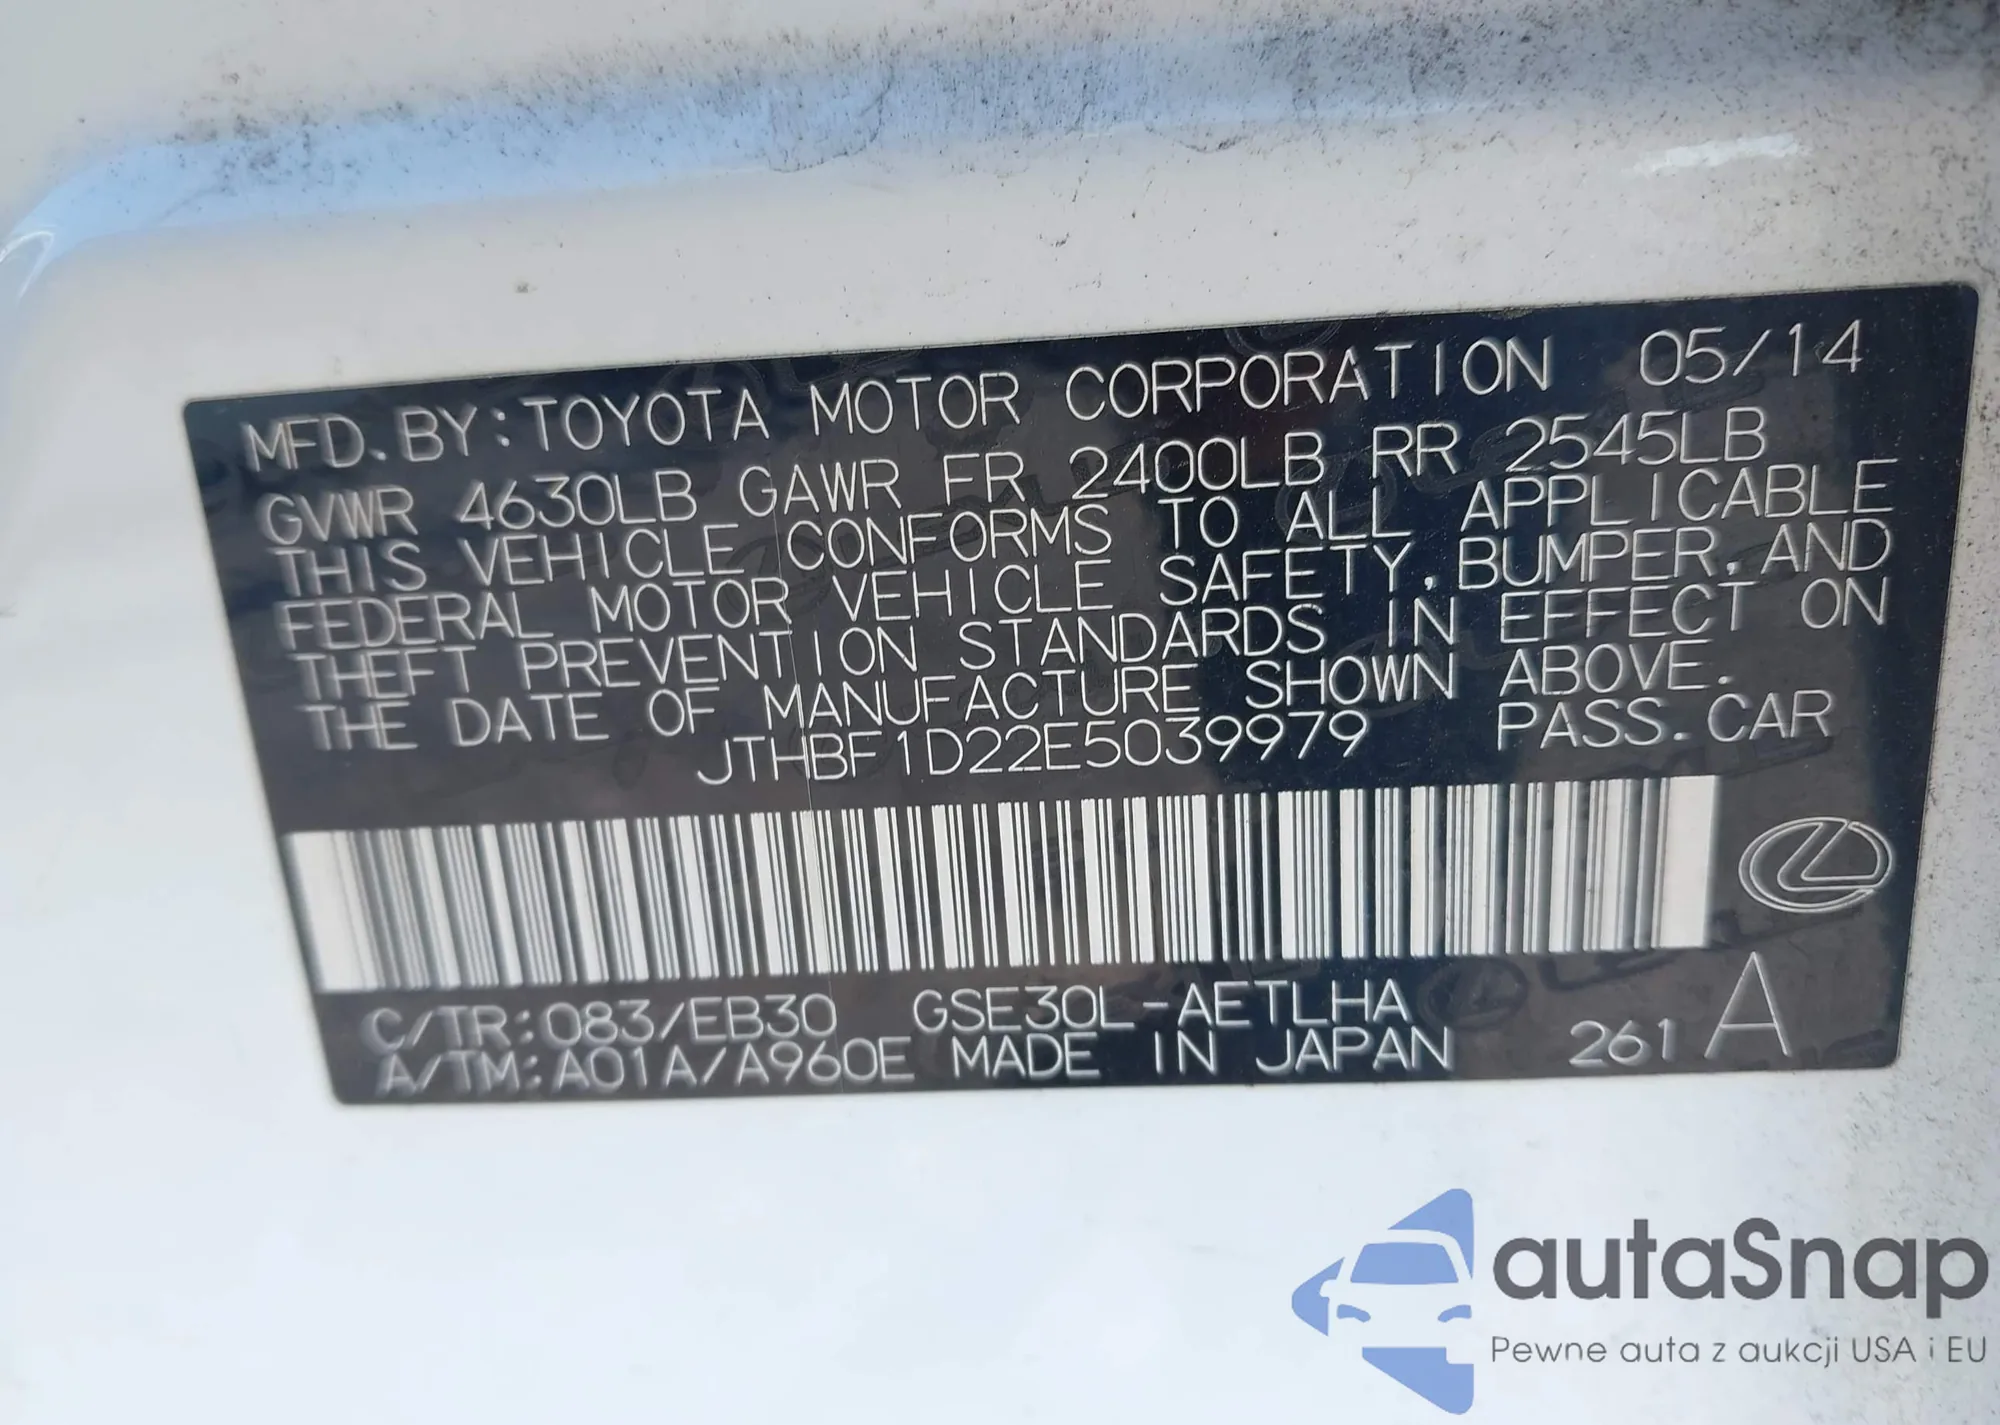 MFD. BY: TOYOTA MOTOR CORPORATION 05/14
GVWR 4630LB GAWR FR 2400LB RR 2545LB
THIS VEHICLE CONFORMS TO ALL APPLICABLE
FEDERAL MOTOR VEHICLE SAFETY, BUMPER, AND
THEFT PREVENTION STANDARDS IN EFFECT ON
THE DATE OF MANUFACTURE SHOWN ABOVE.
JTHBF1D22E5039979 PASS. CAR
C/TR: 083/EB30 GSE30L-AETLHA
A/TM: A01A/A960E MADE IN JAPAN 261 A
autaSnap
Pewne auta z aukcji USA i EU